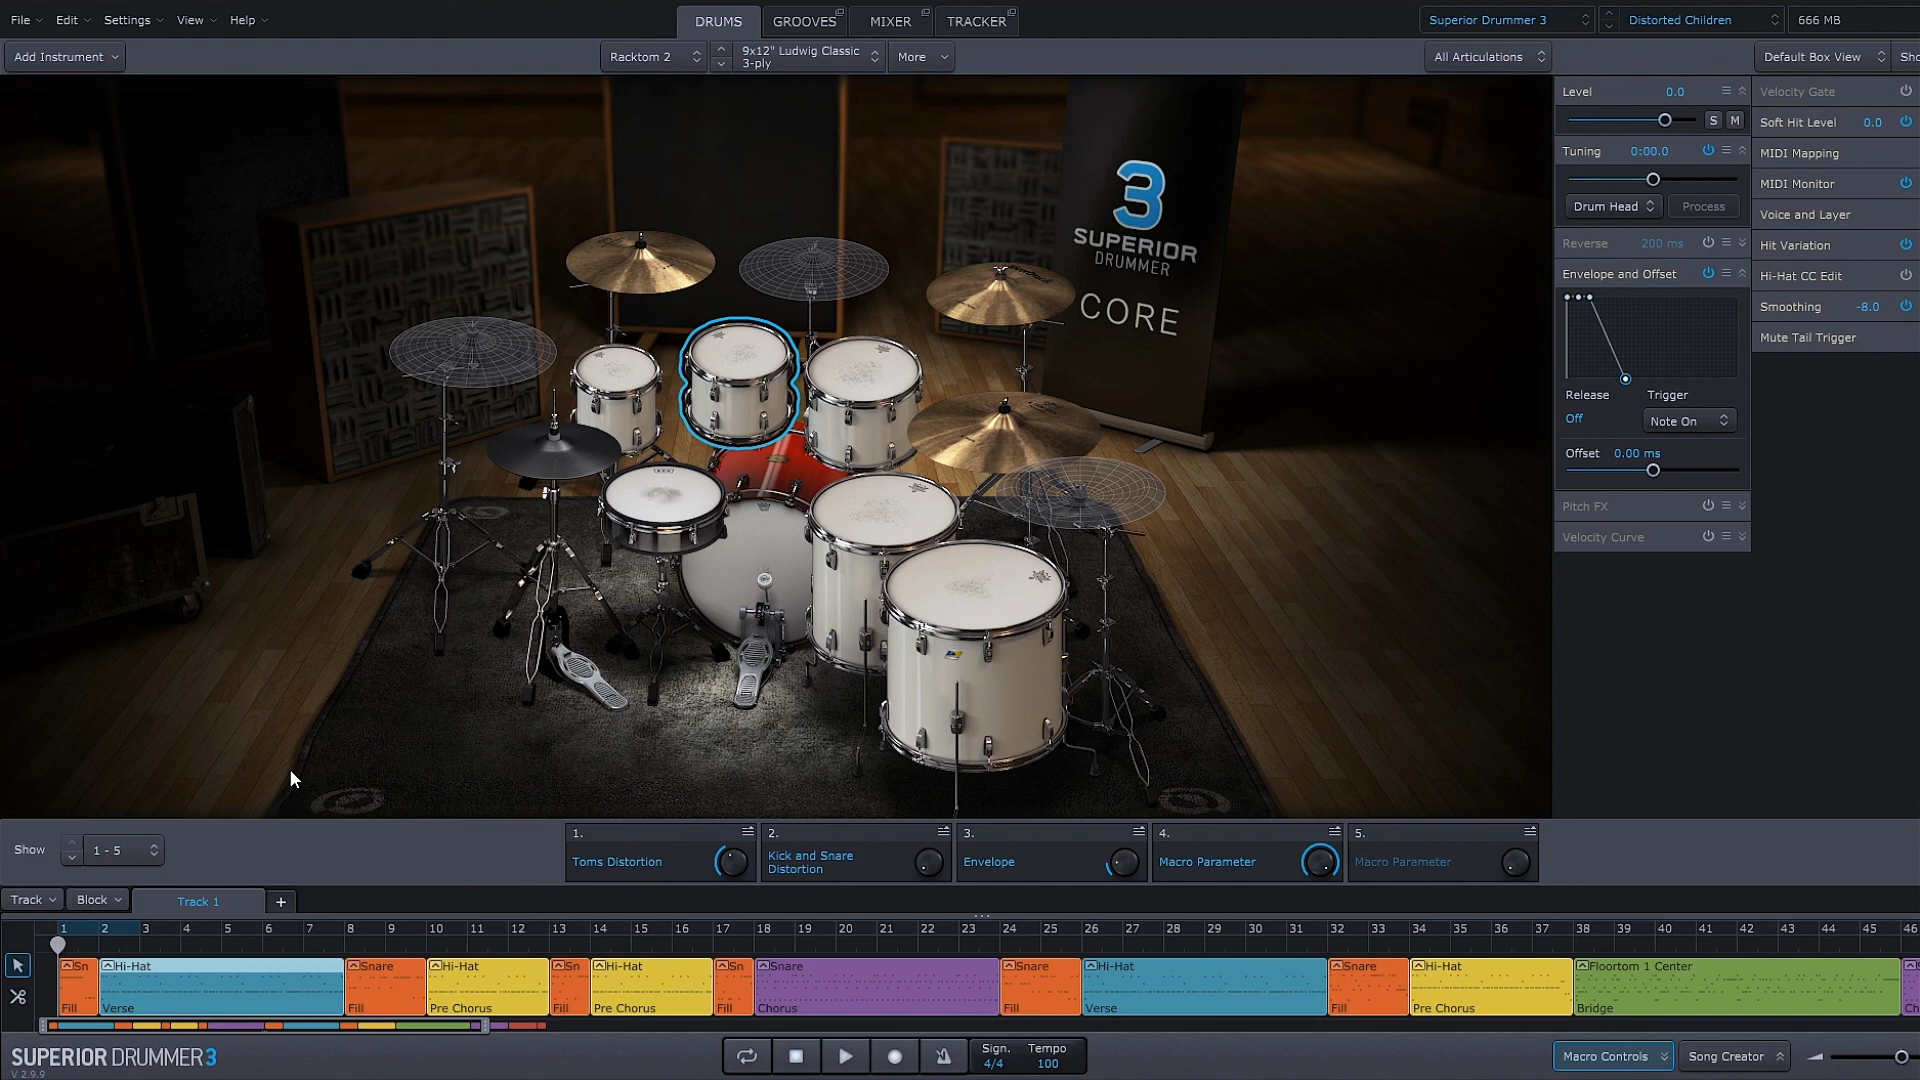 File Edit Settings View Help
DRUMS GROOVES MIXER TRACKER
Superior Drummer 3 Distorted Children 666 MB
Add Instrument Racktom 2 9x12" Ludwig Classic 3-ply More All Articulations Default Box View Sho
Level 0.0
S M
Tuning 0:00.0
Drum Head Process
Reverse 200 ms
Envelope and Offset
Release Trigger
Off Note On
Offset 0.00 ms
Pitch FX
Velocity Curve
Velocity Gate
Soft Hit Level 0.0
MIDI Mapping
MIDI Monitor
Voice and Layer
Hit Variation
Hi-Hat CC Edit
Smoothing -8.0
Mute Tail Trigger
3
SUPERIOR
DRUMMER
CORE
Show 1 - 5
1. 2. 3. 4. 5.
Toms Distortion Kick and Snare Distortion Envelope Macro Parameter Macro Parameter
Track Block Track 1 +
1 2 3 4 5 6 7 8 9 10 11 12 13 14 15 16 17 18 19 20 21 22 23 24 25 26 27 28 29 30 31 32 33 34 35 36 37 38 39 40 41 42 43 44 45 46
Sn Hi-Hat Snare Hi-Hat Sn Hi-Hat Sn Snare Snare Hi-Hat Snare Hi-Hat Floortom 1 Center S
Fill Verse Fill Pre Chorus Fill Pre Chorus Fill Chorus Fill Verse Fill Pre Chorus Bridge Ch
SUPERIOR DRUMMER 3
V 2.9.9
Sign. Tempo
4/4 100
Macro Controls Song Creator